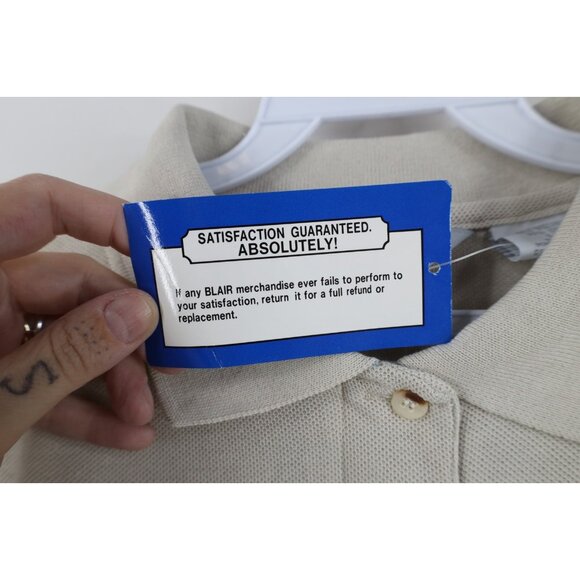 SATISFACTION GUARANTEED.
ABSOLUTELY!
If any BLAIR merchandise ever fails to perform to
your satisfaction, return it for a full refund or
replacement.